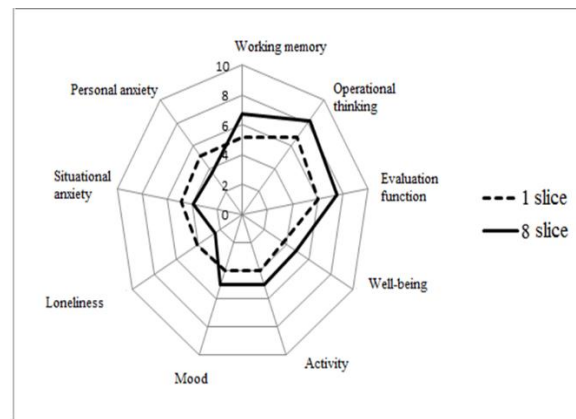 Working memory
Operational
thinking
Evaluation
function
Well-being
Activity
Mood
Loneliness
Situational
anxiety
Personal anxiety
10
8
6
4
2
0
1 slice
8 slice